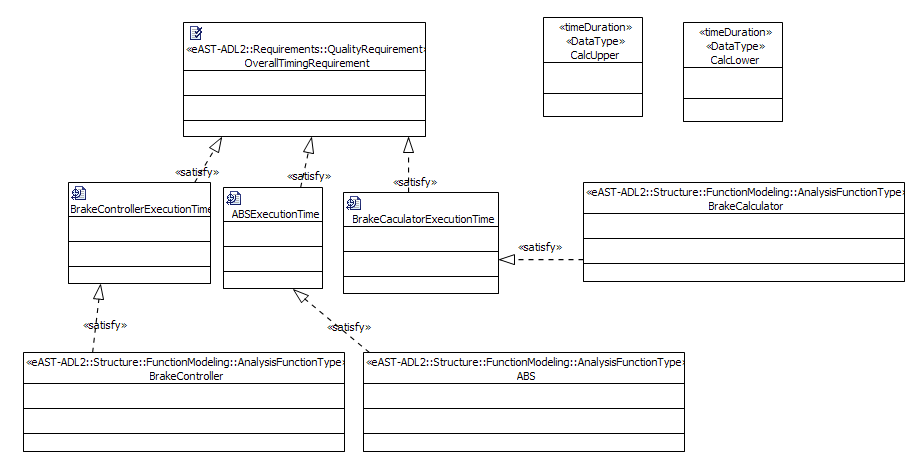 «eAST-ADL2::Requirements::QualityRequirement»
OverallTimingRequirement
«timeDuration»
«DataType»
CalcUpper
«timeDuration»
«DataType»
CalcLower
«satisfy»
«satisfy»
«satisfy»
BrakeControllerExecutionTime
ABSExecutionTime
BrakeCaculatorExecutionTime
«eAST-ADL2::Structure::FunctionModeling::AnalysisFunctionType»
BrakeCalculator
«satisfy»
«satisfy»
«satisfy»
«eAST-ADL2::Structure::FunctionModeling::AnalysisFunctionType»
BrakeController
«eAST-ADL2::Structure::FunctionModeling::AnalysisFunctionType»
ABS